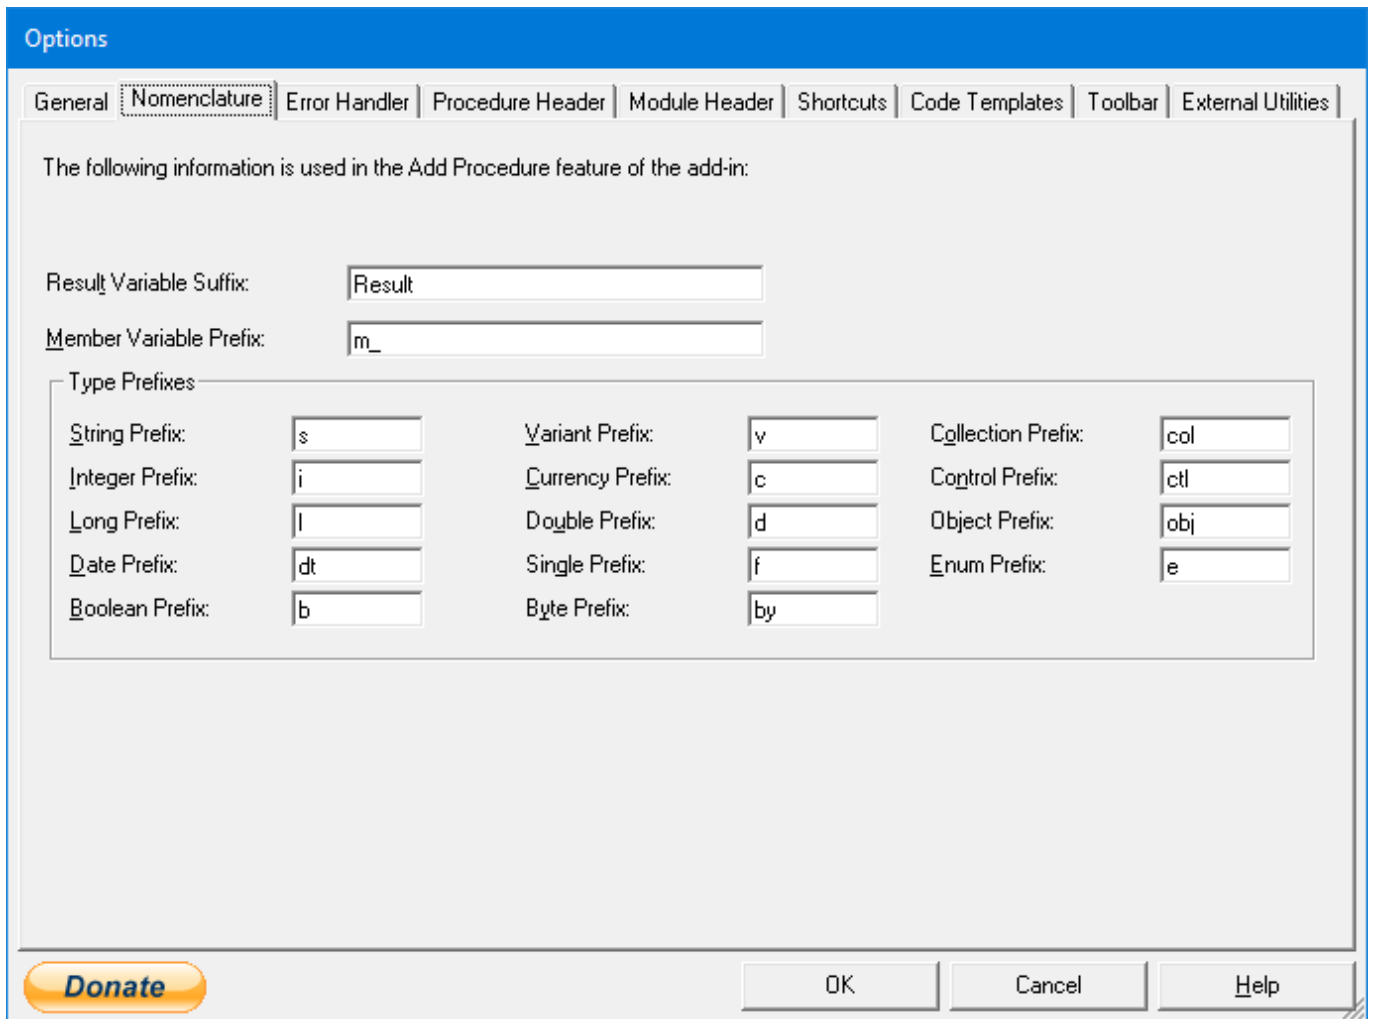 Options
General Nomenclature Error Handler Procedure Header Module Header Shortcuts Code Templates Toolbar External Utilities
The following information is used in the Add Procedure feature of the add-in:
Result Variable Suffix: Result
Member Variable Prefix: m_
Type Prefixes
String Prefix: s Variant Prefix: v Collection Prefix: col
Integer Prefix: i Currency Prefix: c Control Prefix: ctl
Long Prefix: l Double Prefix: d Object Prefix: obj
Date Prefix: dt Single Prefix: f Enum Prefix: e
Boolean Prefix: b Byte Prefix: by
Donate OK Cancel Help